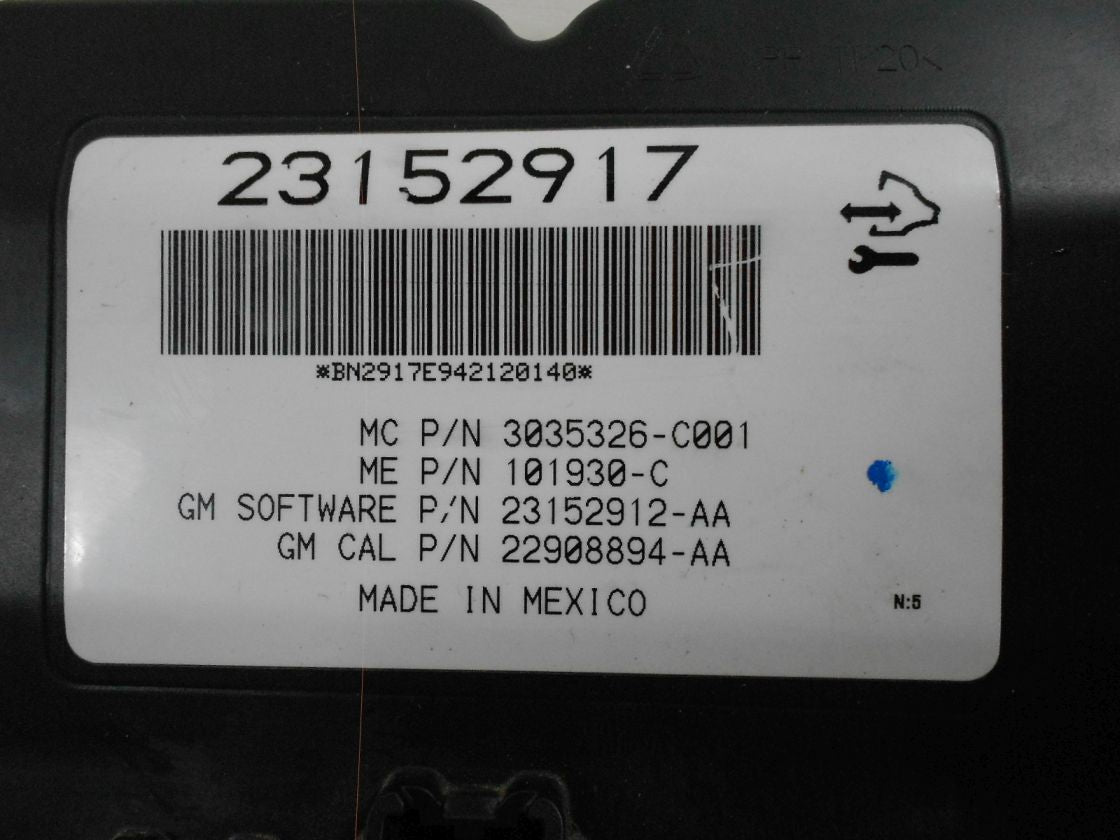 23152917
*BN2917E942120140*
MC P/N 3035326-C001
ME P/N 101930-C
GM SOFTWARE P/N 23152912-AA
GM CAL P/N 22908894-AA
MADE IN MEXICO
N:5